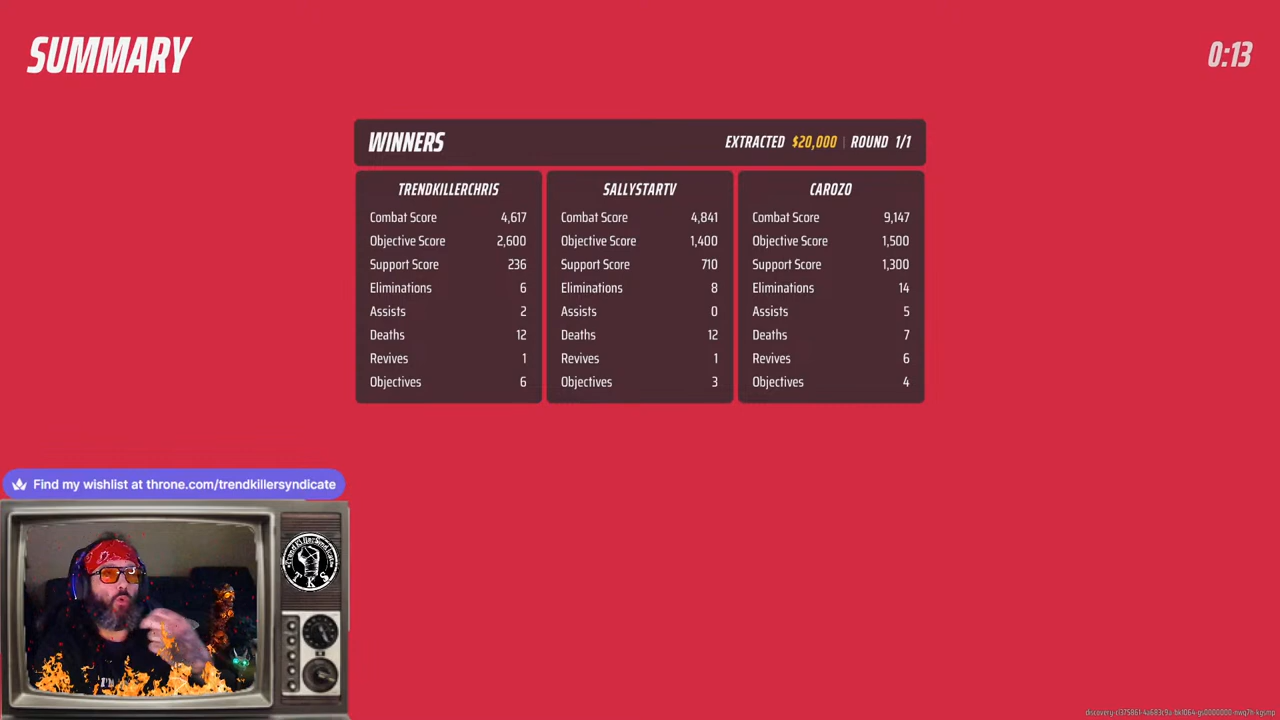 SUMMARY
0:13
WINNERS
EXTRACTED $20,000 | ROUND 1/1
TRENDKILLERCHRIS
Combat Score 4,617
Objective Score 2,600
Support Score 236
Eliminations 6
Assists 2
Deaths 12
Revives 1
Objectives 6
SALLYSTARTV
Combat Score 4,841
Objective Score 1,400
Support Score 710
Eliminations 8
Assists 0
Deaths 12
Revives 1
Objectives 3
CAROZO
Combat Score 9,147
Objective Score 1,500
Support Score 1,300
Eliminations 14
Assists 5
Deaths 7
Revives 6
Objectives 4
Find my wishlist at throne.com/trendkillersyndicate
TrendKillerSyndicate
TKS